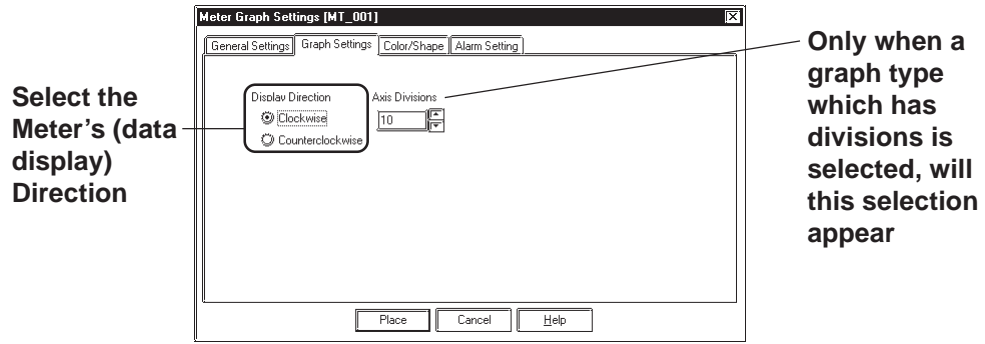 Meter Graph Settings [MT_001]
General Settings Graph Settings Color/Shape Alarm Setting
Display Direction
Clockwise
Counterclockwise
Axis Divisions
10
Place Cancel Help
Select the
Meter’s (data
display)
Direction
Only when a
graph type
which has
divisions is
selected, will
this selection
appear